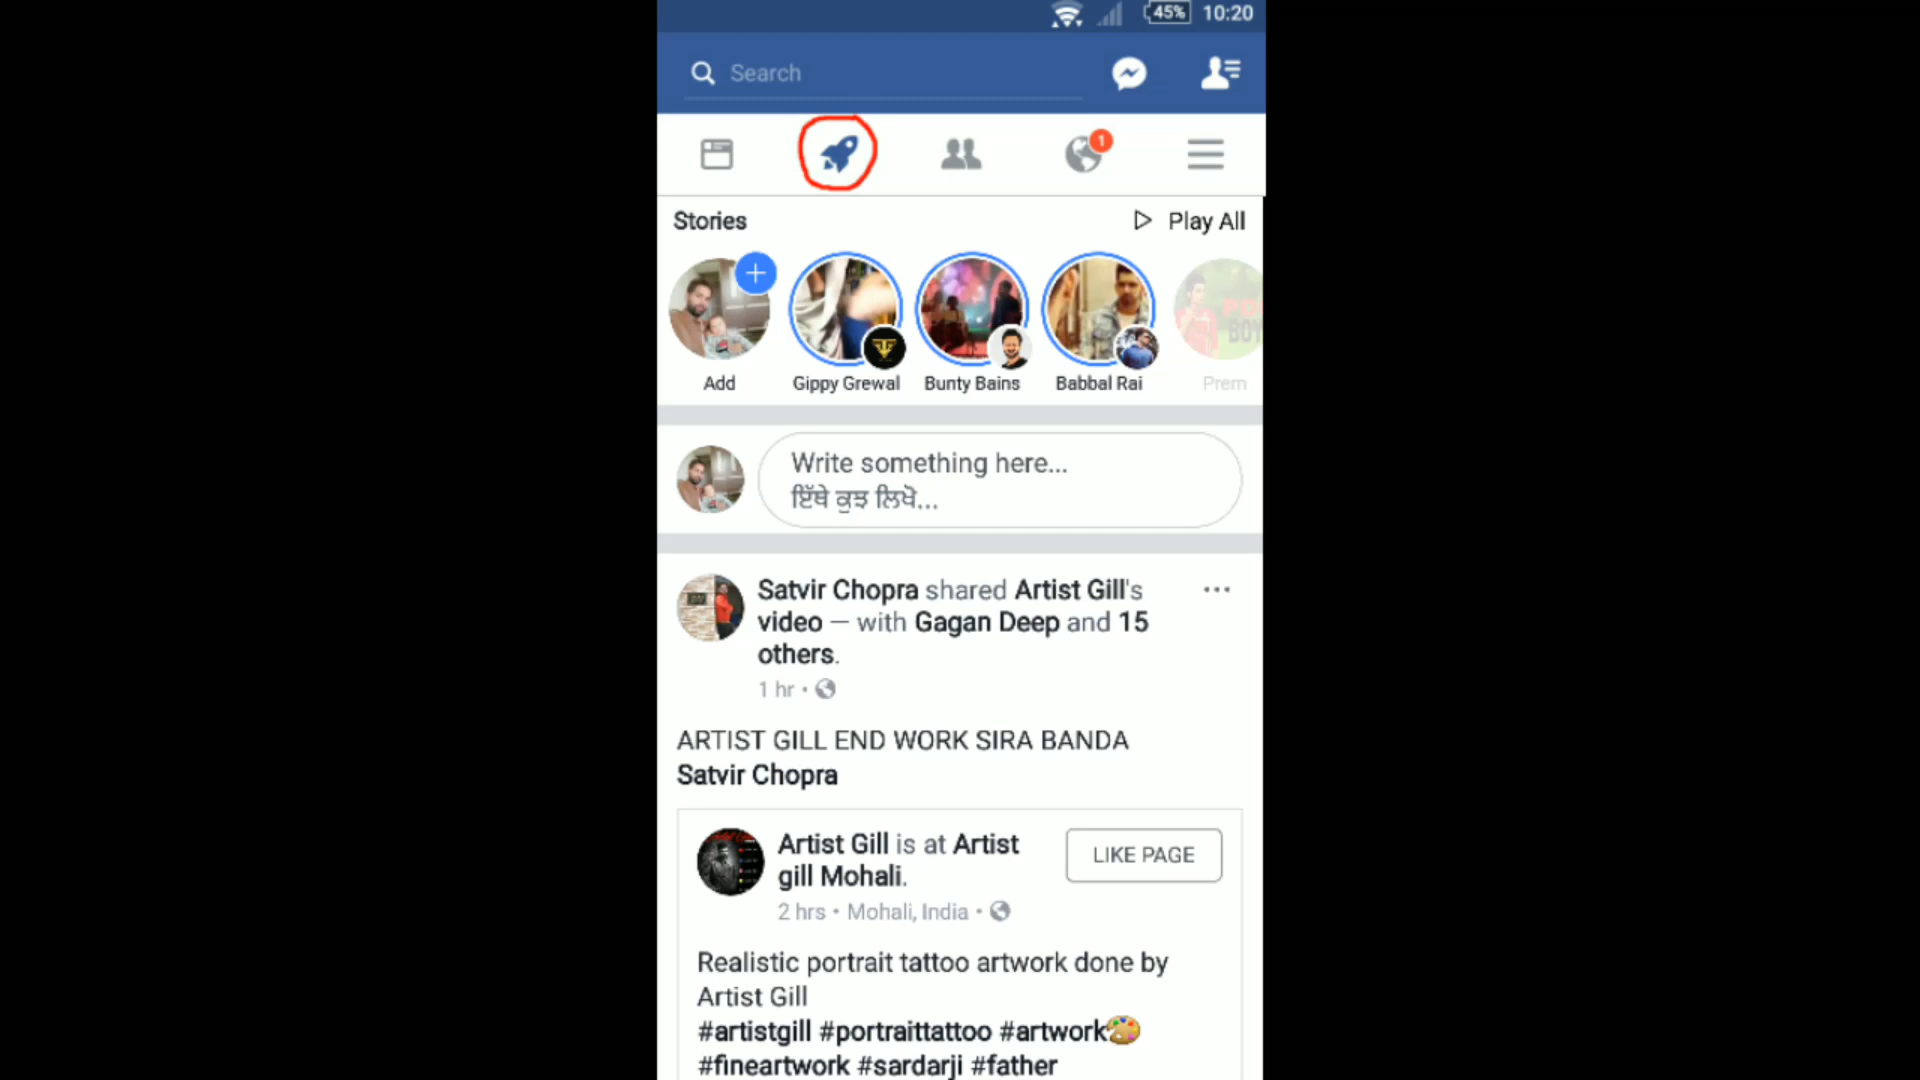 45% 10:20
Search
1
Stories
Play All
Add
Gippy Grewal
Bunty Bains
Babbal Rai
Prem
Write something here...
ਇੱਥੇ ਕੁਝ ਲਿਖੋ...
Satvir Chopra shared Artist Gill's
video — with Gagan Deep and 15
others.
1 hr •
ARTIST GILL END WORK SIRA BANDA
Satvir Chopra
Artist Gill is at Artist
gill Mohali.
LIKE PAGE
2 hrs • Mohali, India •
Realistic portrait tattoo artwork done by
Artist Gill
#artistgill #portraittattoo #artwork🎨
#fineartwork #sardarji #father